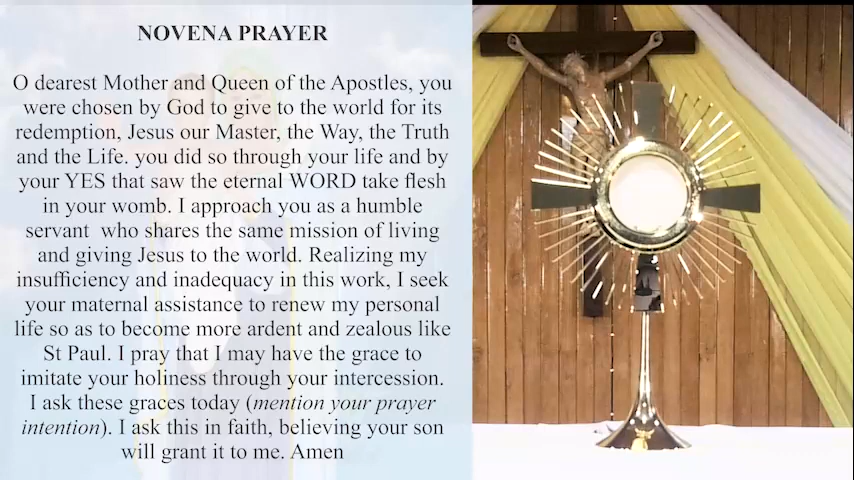 NOVENA PRAYER
O dearest Mother and Queen of the Apostles, you
were chosen by God to give to the world for its
redemption, Jesus our Master, the Way, the Truth
and the Life. you did so through your life and by
your YES that saw the eternal WORD take flesh
in your womb. I approach you as a humble
servant who shares the same mission of living
and giving Jesus to the world. Realizing my
insufficiency and inadequacy in this work, I seek
your maternal assistance to renew my personal
life so as to become more ardent and zealous like
St Paul. I pray that I may have the grace to
imitate your holiness through your intercession.
I ask these graces today (mention your prayer
intention). I ask this in faith, believing your son
will grant it to me. Amen